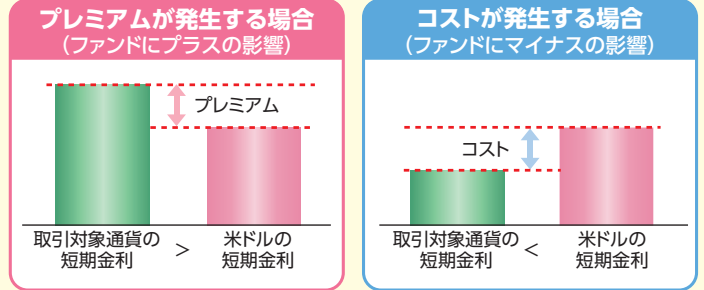 プレミアムが発生する場合
(ファンドにプラスの影響)
プレミアム
取引対象通貨の
短期金利
>
米ドルの
短期金利
コストが発生する場合
(ファンドにマイナスの影響)
コスト
取引対象通貨の
短期金利
<
米ドルの
短期金利